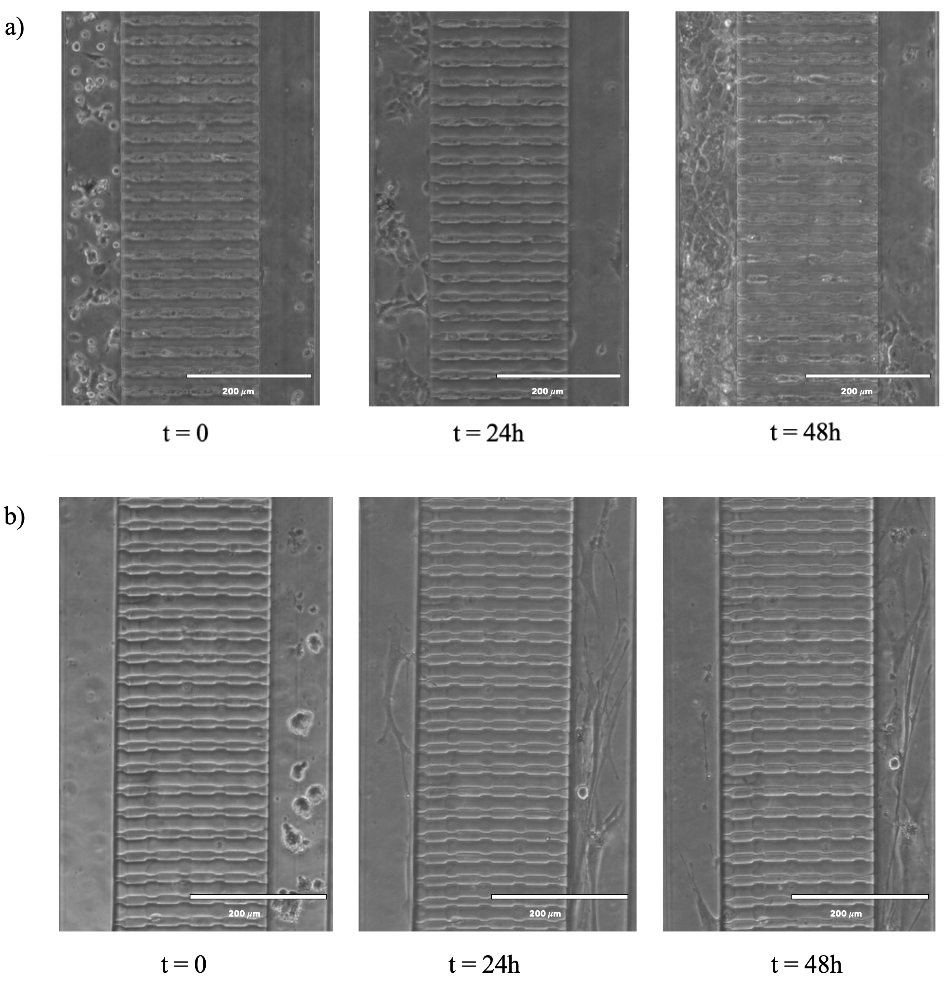 a)
200 µm
200 µm
200 µm
t = 0
t = 24h
t = 48h
b)
200 µm
200 µm
200 µm
t = 0
t = 24h
t = 48h